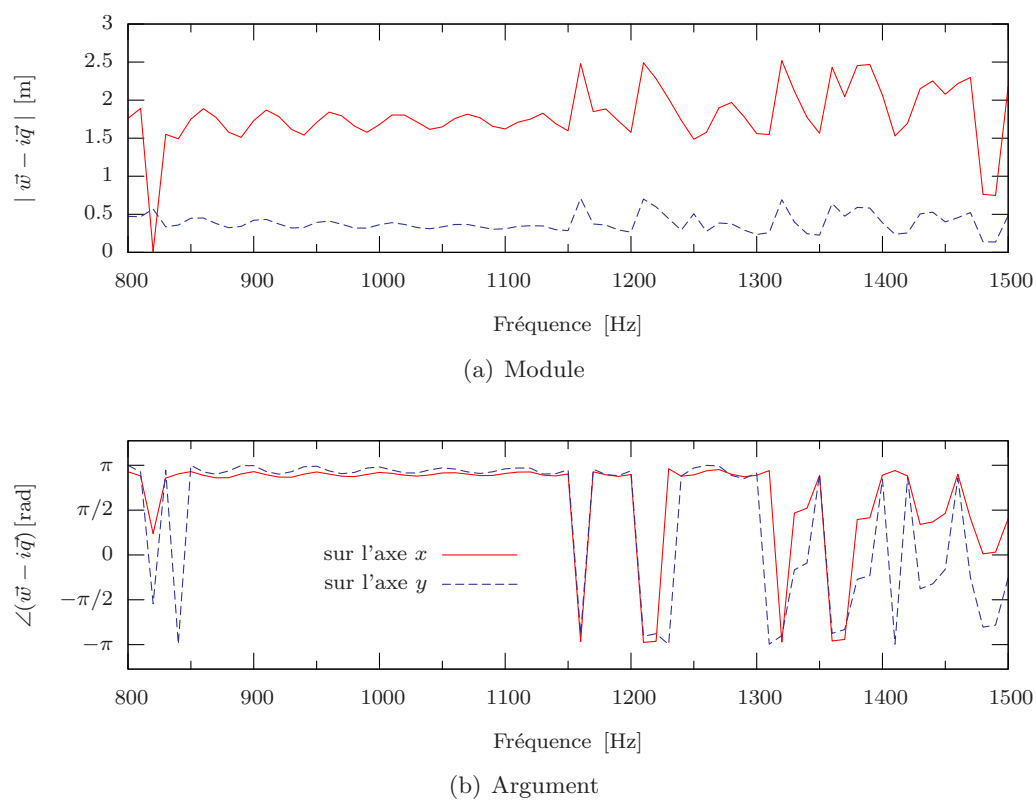 3
2.5
2
1.5
1
0.5
0
| w⃗ − iq⃗ | [m]
800 900 1000 1100 1200 1300 1400 1500
Fréquence [Hz]
(a) Module
π
π/2
0
−π/2
−π
∠(w⃗ − iq⃗) [rad]
sur l'axe x
sur l'axe y
800 900 1000 1100 1200 1300 1400 1500
Fréquence [Hz]
(b) Argument